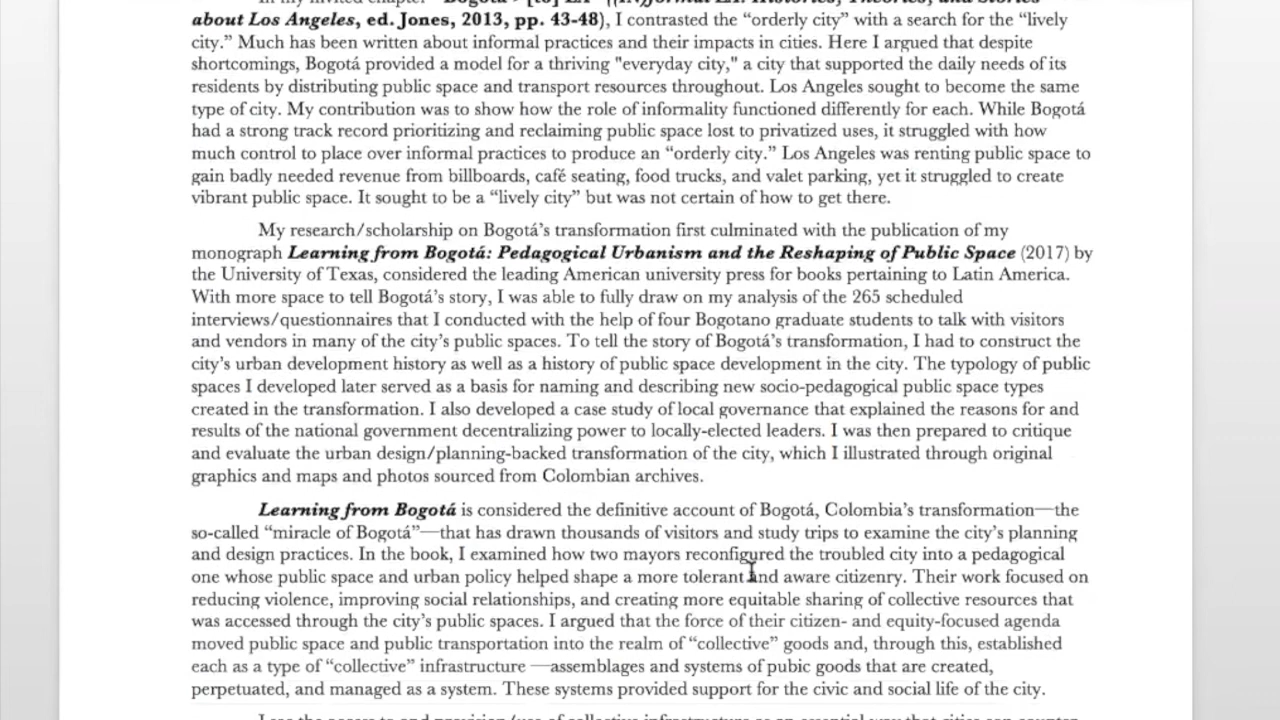 In my invited chapter "Bogotá
about Los Angeles, ed. Jones, 2013, pp. 43-48), I contrasted the “orderly city” with a search for the “lively
city.” Much has been written about informal practices and their impacts in cities. Here I argued that despite
shortcomings, Bogotá provided a model for a thriving "everyday city," a city that supported the daily needs of its
residents by distributing public space and transport resources throughout. Los Angeles sought to become the same
type of city. My contribution was to show how the role of informality functioned differently for each. While Bogotá
had a strong track record prioritizing and reclaiming public space lost to privatized uses, it struggled with how
much control to place over informal practices to produce an “orderly city.” Los Angeles was renting public space to
gain badly needed revenue from billboards, café seating, food trucks, and valet parking, yet it struggled to create
vibrant public space. It sought to be a “lively city” but was not certain of how to get there.
My research/scholarship on Bogotá’s transformation first culminated with the publication of my
monograph Learning from Bogotá: Pedagogical Urbanism and the Reshaping of Public Space (2017) by
the University of Texas, considered the leading American university press for books pertaining to Latin America.
With more space to tell Bogotá’s story, I was able to fully draw on my analysis of the 265 scheduled
interviews/questionnaires that I conducted with the help of four Bogotano graduate students to talk with visitors
and vendors in many of the city’s public spaces. To tell the story of Bogotá’s transformation, I had to construct the
city’s urban development history as well as a history of public space development in the city. The typology of public
spaces I developed later served as a basis for naming and describing new socio-pedagogical public space types
created in the transformation. I also developed a case study of local governance that explained the reasons for and
results of the national government decentralizing power to locally-elected leaders. I was then prepared to critique
and evaluate the urban design/planning-backed transformation of the city, which I illustrated through original
graphics and maps and photos sourced from Colombian archives.
Learning from Bogotá is considered the definitive account of Bogotá, Colombia’s transformation—the
so-called “miracle of Bogotá”—that has drawn thousands of visitors and study trips to examine the city’s planning
and design practices. In the book, I examined how two mayors reconfigured the troubled city into a pedagogical
one whose public space and urban policy helped shape a more tolerant and aware citizenry. Their work focused on
reducing violence, improving social relationships, and creating more equitable sharing of collective resources that
was accessed through the city’s public spaces. I argued that the force of their citizen- and equity-focused agenda
moved public space and public transportation into the realm of “collective” goods and, through this, established
each as a type of “collective” infrastructure —assemblages and systems of pubic goods that are created,
perpetuated, and managed as a system. These systems provided support for the civic and social life of the city.